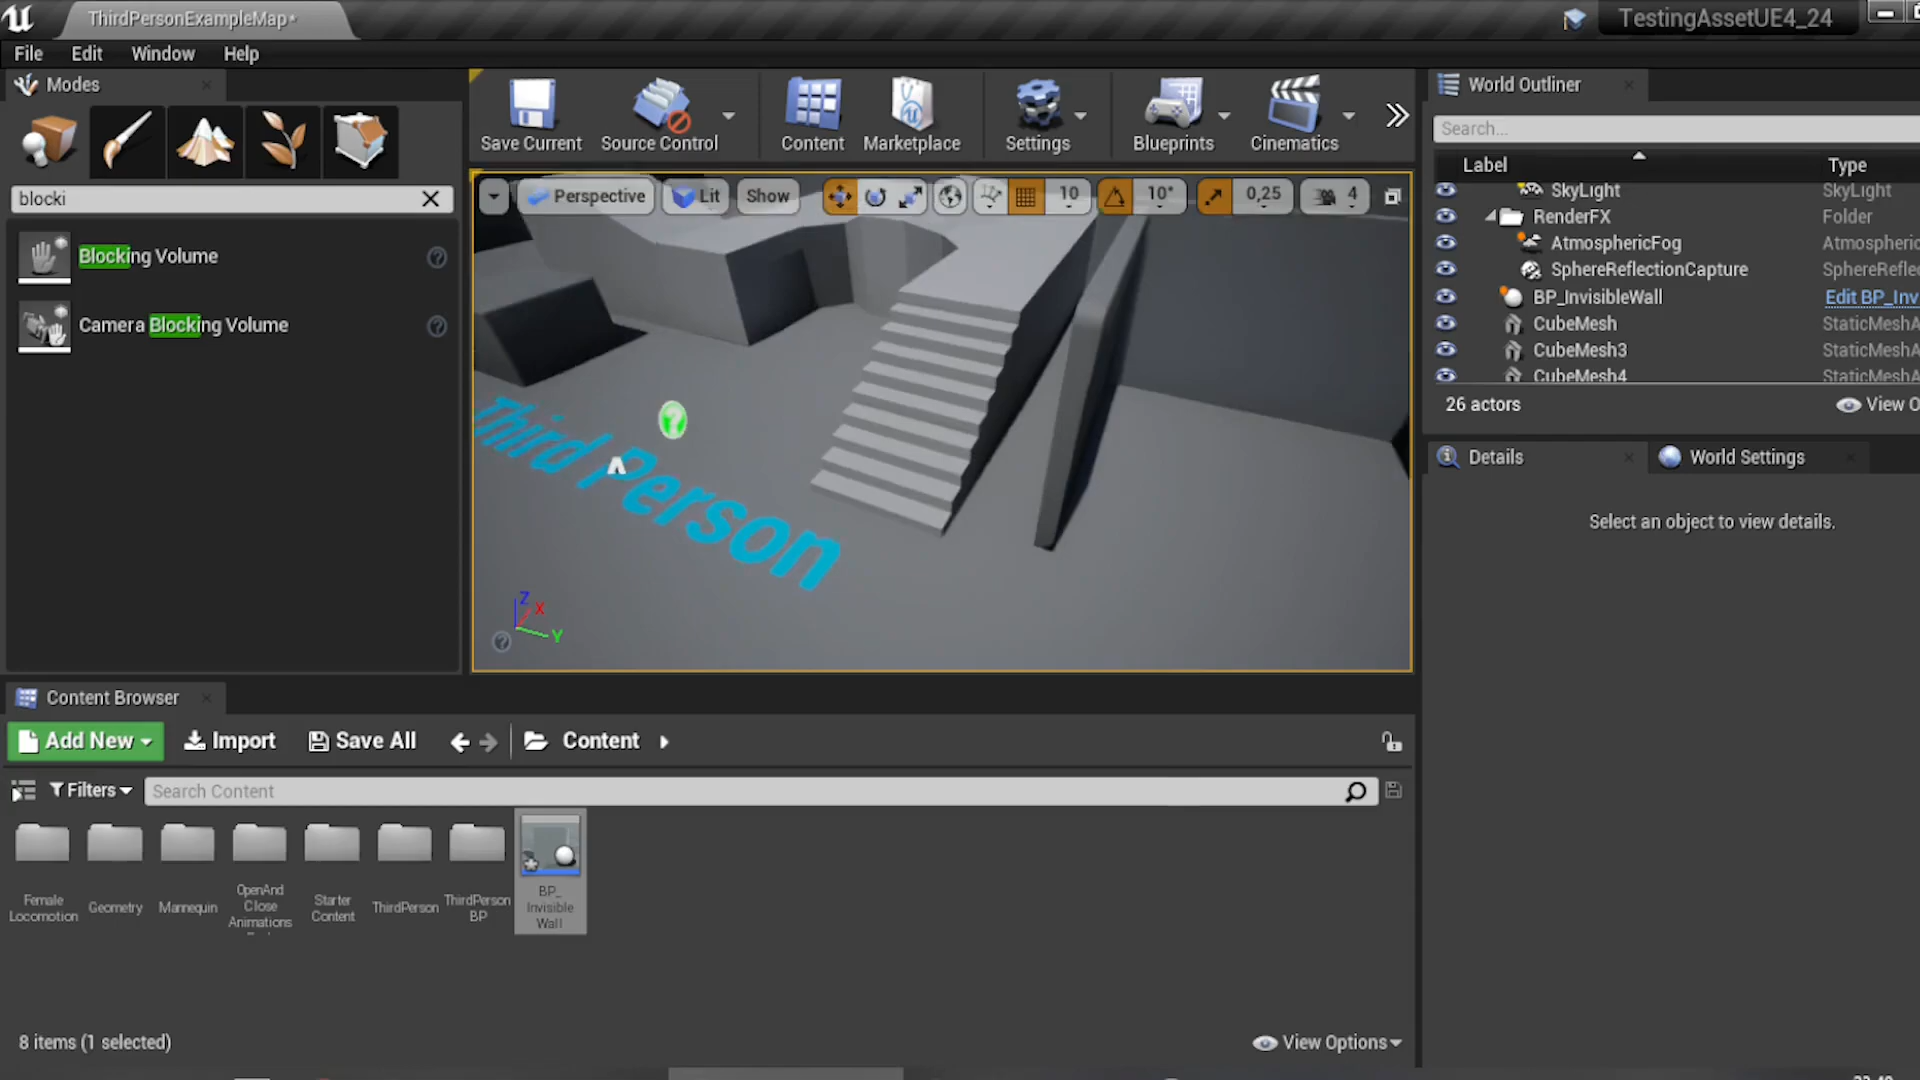 ThirdPersonExampleMap*
TestingAssetUE4_24
File Edit Window Help
Modes
blocki
Blocking Volume
Camera Blocking Volume
Save Current
Source Control
Content
Marketplace
Settings
Blueprints
Cinematics
Perspective
Lit
Show
10
10°
0,25
4
Third Person
Z
X
Y
World Outliner
Search...
Label Type
SkyLight SkyLight
RenderFX Folder
AtmosphericFog Atmospheric
SphereReflectionCapture SphereReflec
BP_InvisibleWall Edit BP_Inv
CubeMesh StaticMeshA
CubeMesh3 StaticMeshA
CubeMesh4 StaticMeshA
26 actors
View O
Details
World Settings
Select an object to view details.
Content Browser
Add New
Import
Save All
Content
Filters
Search Content
Female
Locomotion
Geometry
Mannequin
OpenAnd
Close
Animations
Starter
Content
ThirdPerson
ThirdPerson
BP
BP_
Invisible
Wall
8 items (1 selected)
View Options